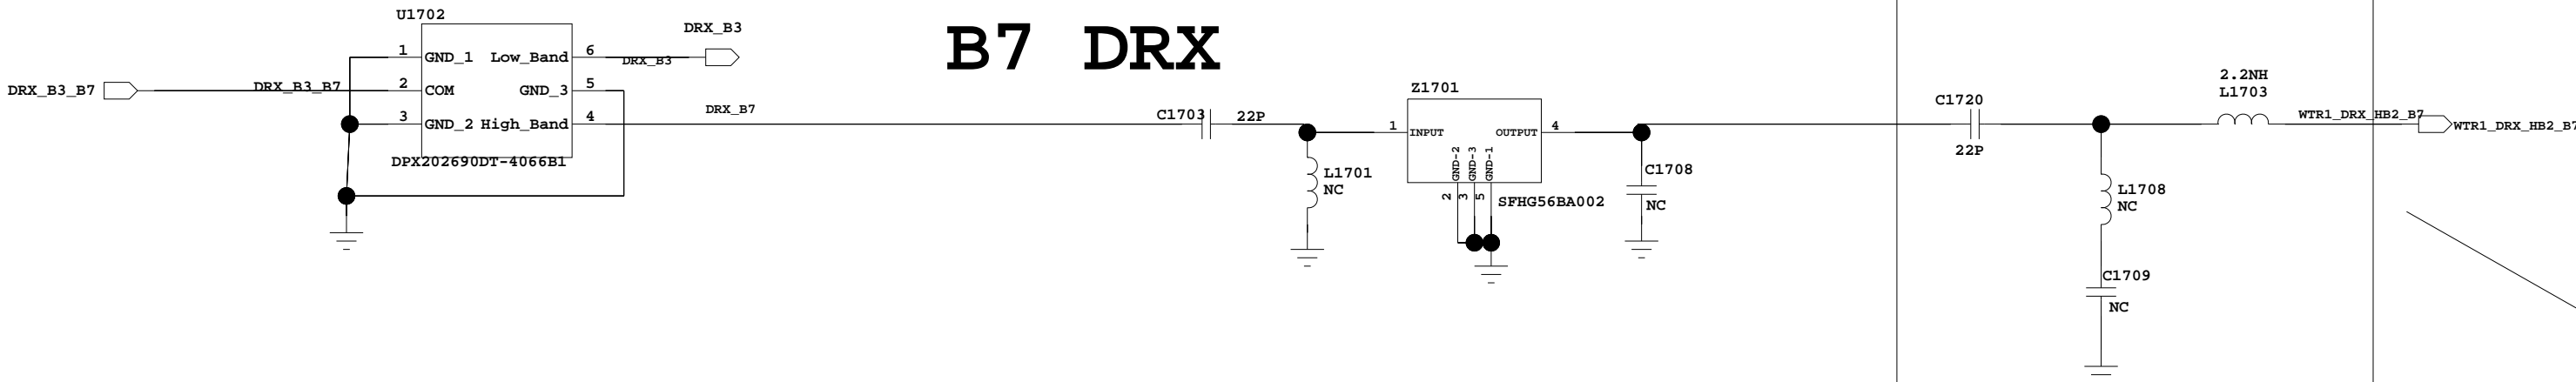 U1702
DRX_B3
B7 DRX
1
GND_1
Low_Band
6
DRX_B3
DRX_B3_B7
DRX_B3_B7
2
COM
GND_3
5
3
GND_2
High_Band
4
DRX_B7
DPX202690DT-4066B1
C1703
22P
Z1701
1
INPUT
OUTPUT
4
GND-2
GND-3
GND-1
2
3
5
SFHG56BA002
L1701
NC
C1708
NC
C1720
22P
2.2NH
L1703
WTR1_DRX_HB2_B7
WTR1_DRX_HB2_B7
L1708
NC
C1709
NC